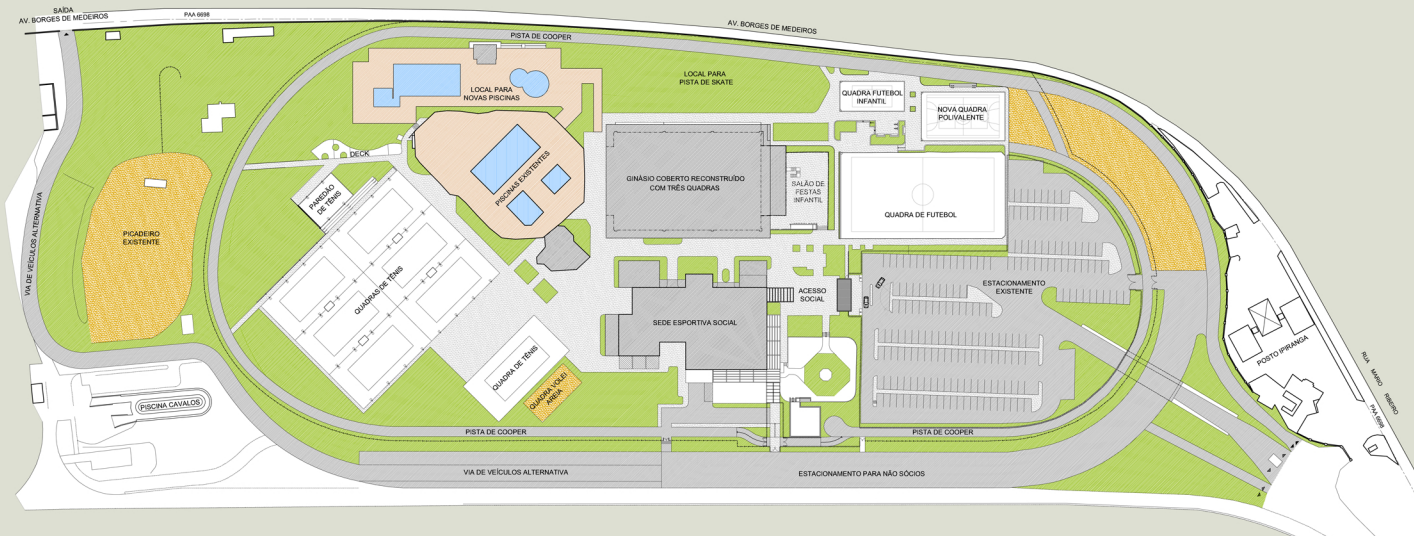 SAÍDA
AV. BORGES DE MEDEIROS
PAA 6698
AV. BORGES DE MEDEIROS
PISTA DE COOPER
LOCAL PARA
NOVAS PISCINAS
LOCAL PARA
PISTA DE SKATE
QUADRA FUTEBOL
INFANTIL
NOVA QUADRA
POLIVALENTE
DECK
PISCINAS EXISTENTES
PAREDÃO
DE TÊNIS
GINÁSIO COBERTO RECONSTRUÍDO
COM TRÊS QUADRAS
SALÃO DE
FESTAS
INFANTIL
QUADRA DE FUTEBOL
VIA DE VEÍCULOS ALTERNATIVA
PICADEIRO
EXISTENTE
QUADRAS DE TÊNIS
ACESSO
SOCIAL
ESTACIONAMENTO
EXISTENTE
SEDE ESPORTIVA SOCIAL
QUADRA DE TÊNIS
QUADRA VOLEI
AREIA
POSTO IPIRANGA
RUA MARIO RIBEIRO
PAA 6698
PISCINA CAVALOS
PISTA DE COOPER
PISTA DE COOPER
VIA DE VEÍCULOS ALTERNATIVA
ESTACIONAMENTO PARA NÃO SÓCIOS